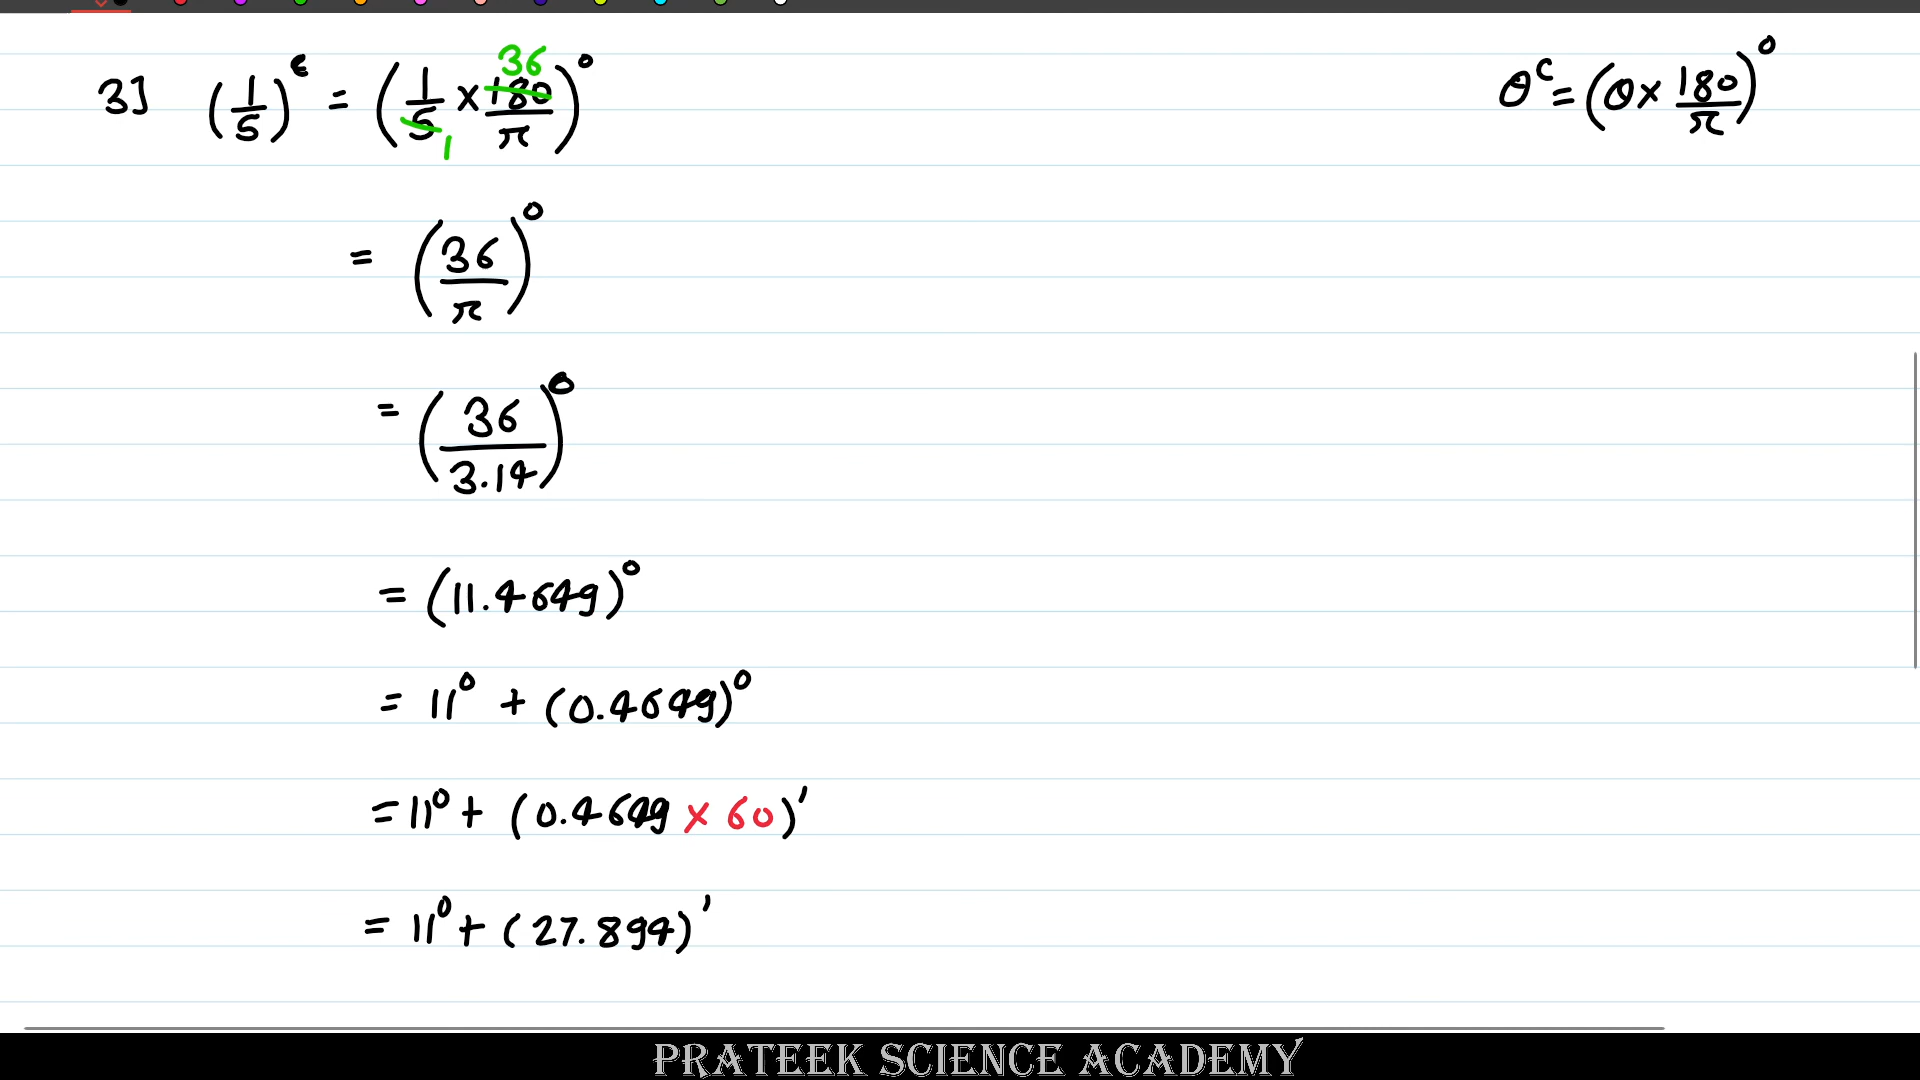 3] (1/5)ᶜ = (1/5 × 180/π)° 36 1
θᶜ = (θ × 180/π)°
= (36/π)°
= (36/3.14)°
= (11.4649)°
= 11° + (0.4649)°
= 11° + (0.4649 × 60)'
= 11° + (27.894)'
PRATEEK SCIENCE ACADEMY